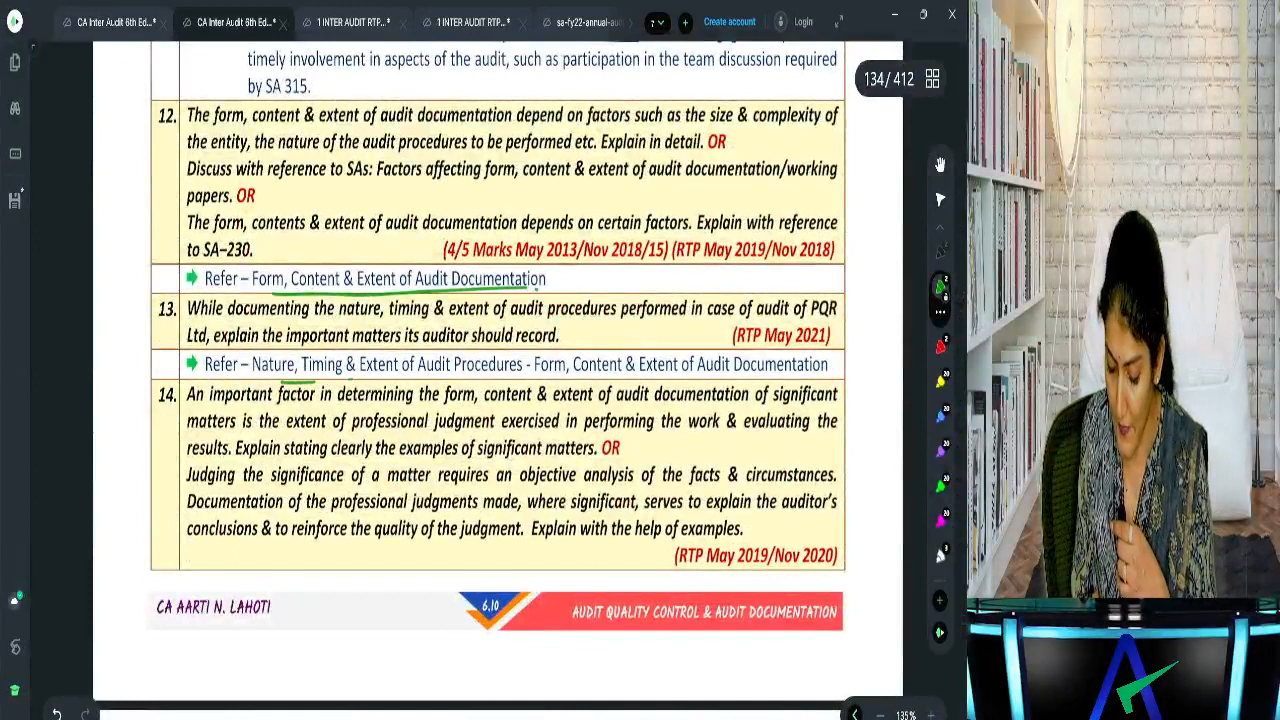 CA Inter Audit 6th Ed...*
CA Inter Audit 6th Ed...*
1 INTER AUDIT RTP...*
1 INTER AUDIT RTP...*
sa-fy22-annual-aud
7
Create account
Login
timely involvement in aspects of the audit, such as participation in the team discussion required
by SA 315.
134 / 412
12. The form, content & extent of audit documentation depend on factors such as the size & complexity of
the entity, the nature of the audit procedures to be performed etc. Explain in detail. OR
Discuss with reference to SAs: Factors affecting form, content & extent of audit documentation/working
papers. OR
The form, contents & extent of audit documentation depends on certain factors. Explain with reference
to SA–230. (4/5 Marks May 2013/Nov 2018/15) (RTP May 2019/Nov 2018)
Refer – Form, Content & Extent of Audit Documentation
13. While documenting the nature, timing & extent of audit procedures performed in case of audit of PQR
Ltd, explain the important matters its auditor should record. (RTP May 2021)
Refer – Nature, Timing & Extent of Audit Procedures - Form, Content & Extent of Audit Documentation
14. An important factor in determining the form, content & extent of audit documentation of significant
matters is the extent of professional judgment exercised in performing the work & evaluating the
results. Explain stating clearly the examples of significant matters. OR
Judging the significance of a matter requires an objective analysis of the facts & circumstances.
Documentation of the professional judgments made, where significant, serves to explain the auditor's
conclusions & to reinforce the quality of the judgment. Explain with the help of examples.
(RTP May 2019/Nov 2020)
CA AARTI N. LAHOTI
6.10
AUDIT QUALITY CONTROL & AUDIT DOCUMENTATION
135%